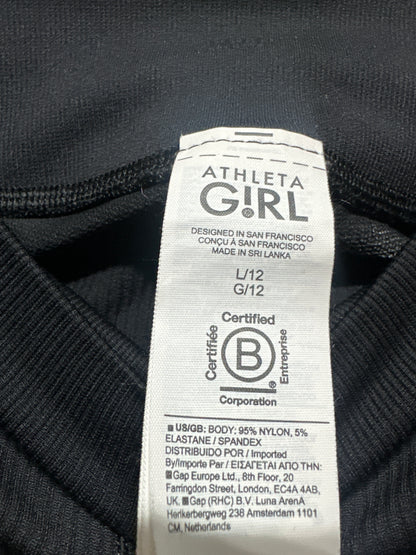 ATHLETA
G!RL
DESIGNED IN SAN FRANCISCO
CONÇU À SAN FRANCISCO
MADE IN SRI LANKA
L/12
G/12
Certified
Certifiée
B
Entreprise
®
Corporation
■ US/GB: BODY: 95% NYLON, 5%
ELASTANE / SPANDEX
DISTRIBUIDO POR / Imported
By/Importe Par / ΕΙΣΑΓΕΤΑΙ ΑΠΟ ΤΗΝ:
■Gap Europe Ltd., 6th Floor, 20
Farringdon Street, London, EC4A 4AB,
UK. ■Gap (RHC) B.V. Luna ArenA
Herikerbergweg 238 Amsterdam 1101
CM, Netherlands